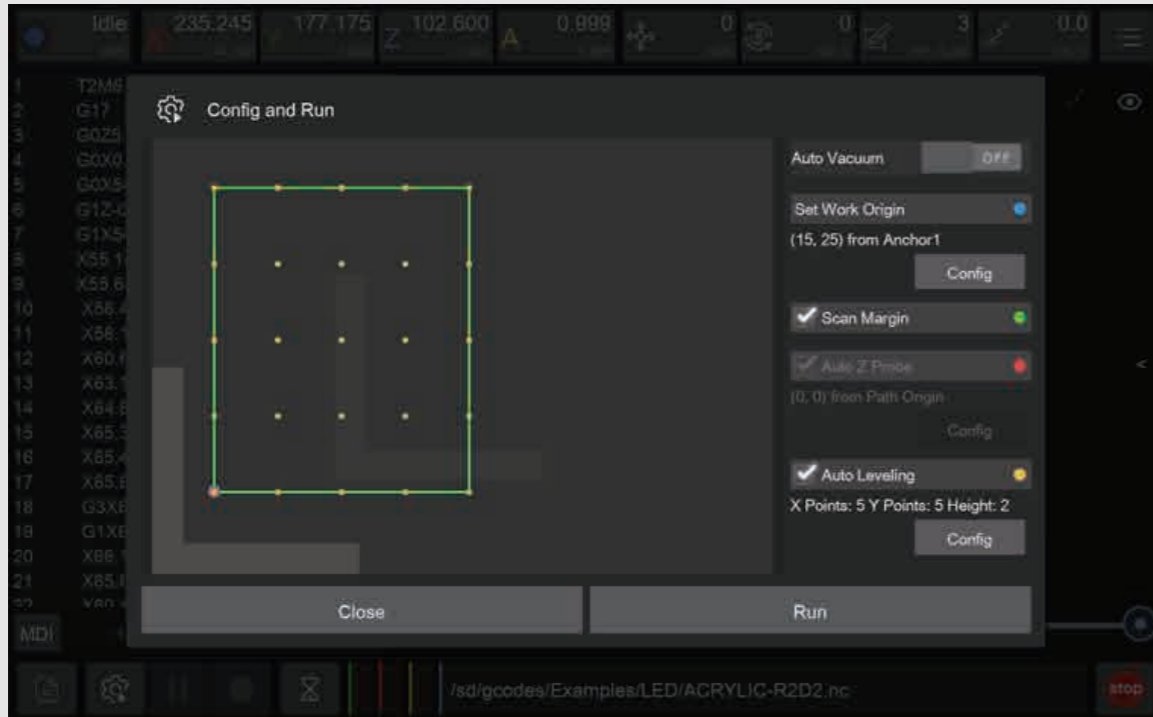 Idle 235.245 177.175 Z 102.600 A 0.999 0 0 3 0.0
1 T2M6
2 G17
3 G0Z5
4 G0X0
5 G0X5
6
7 G1X5
8
9
10
11
12
13
14
15
16
17
18
19
20
21
Config and Run
Auto Vacuum OFF
Set Work Origin
(15, 25) from Anchor1
Config
Scan Margin
Auto Z Probe
(0, 0) from Path Origin
Config
Auto Leveling
X Points: 5 Y Points: 5 Height: 2
Config
Close Run
MDI
/sd/gcodes/Examples/LED/ACRYLIC-R2D2.nc
stop